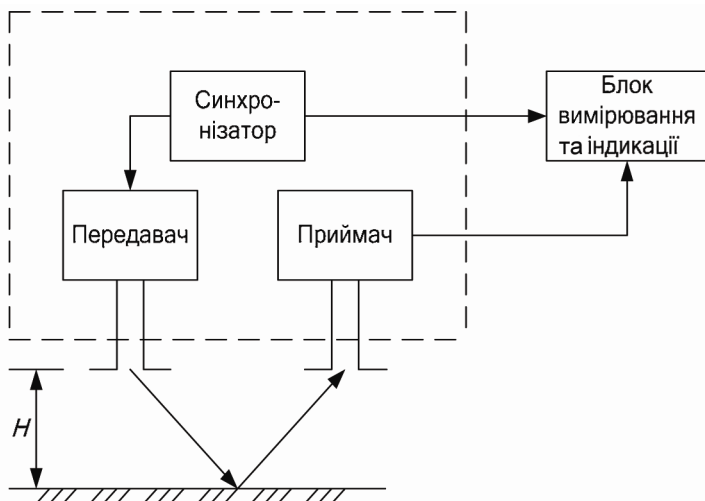 Синхро-
нізатор
Блок
вимірювання
та індикації
Передавач
Приймач
H